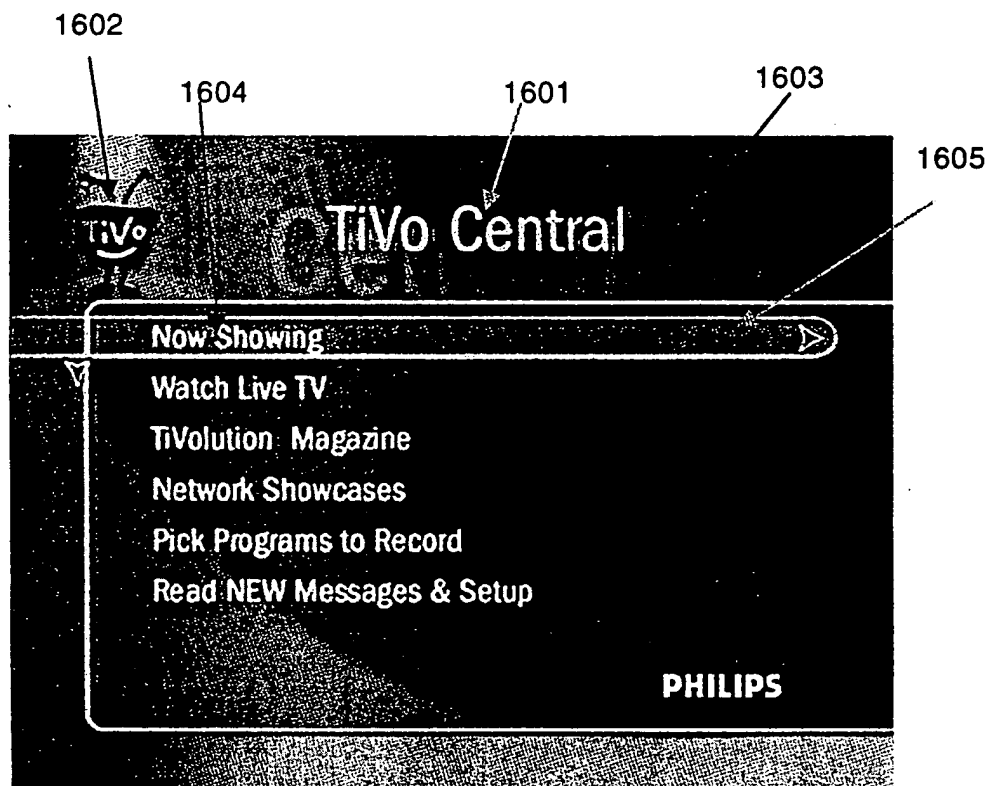 1602
1604
1601
1603
1605
TiVo
TiVo Central
Now Showing
Watch Live TV
TiVolution Magazine
Network Showcases
Pick Programs to Record
Read NEW Messages & Setup
PHILIPS